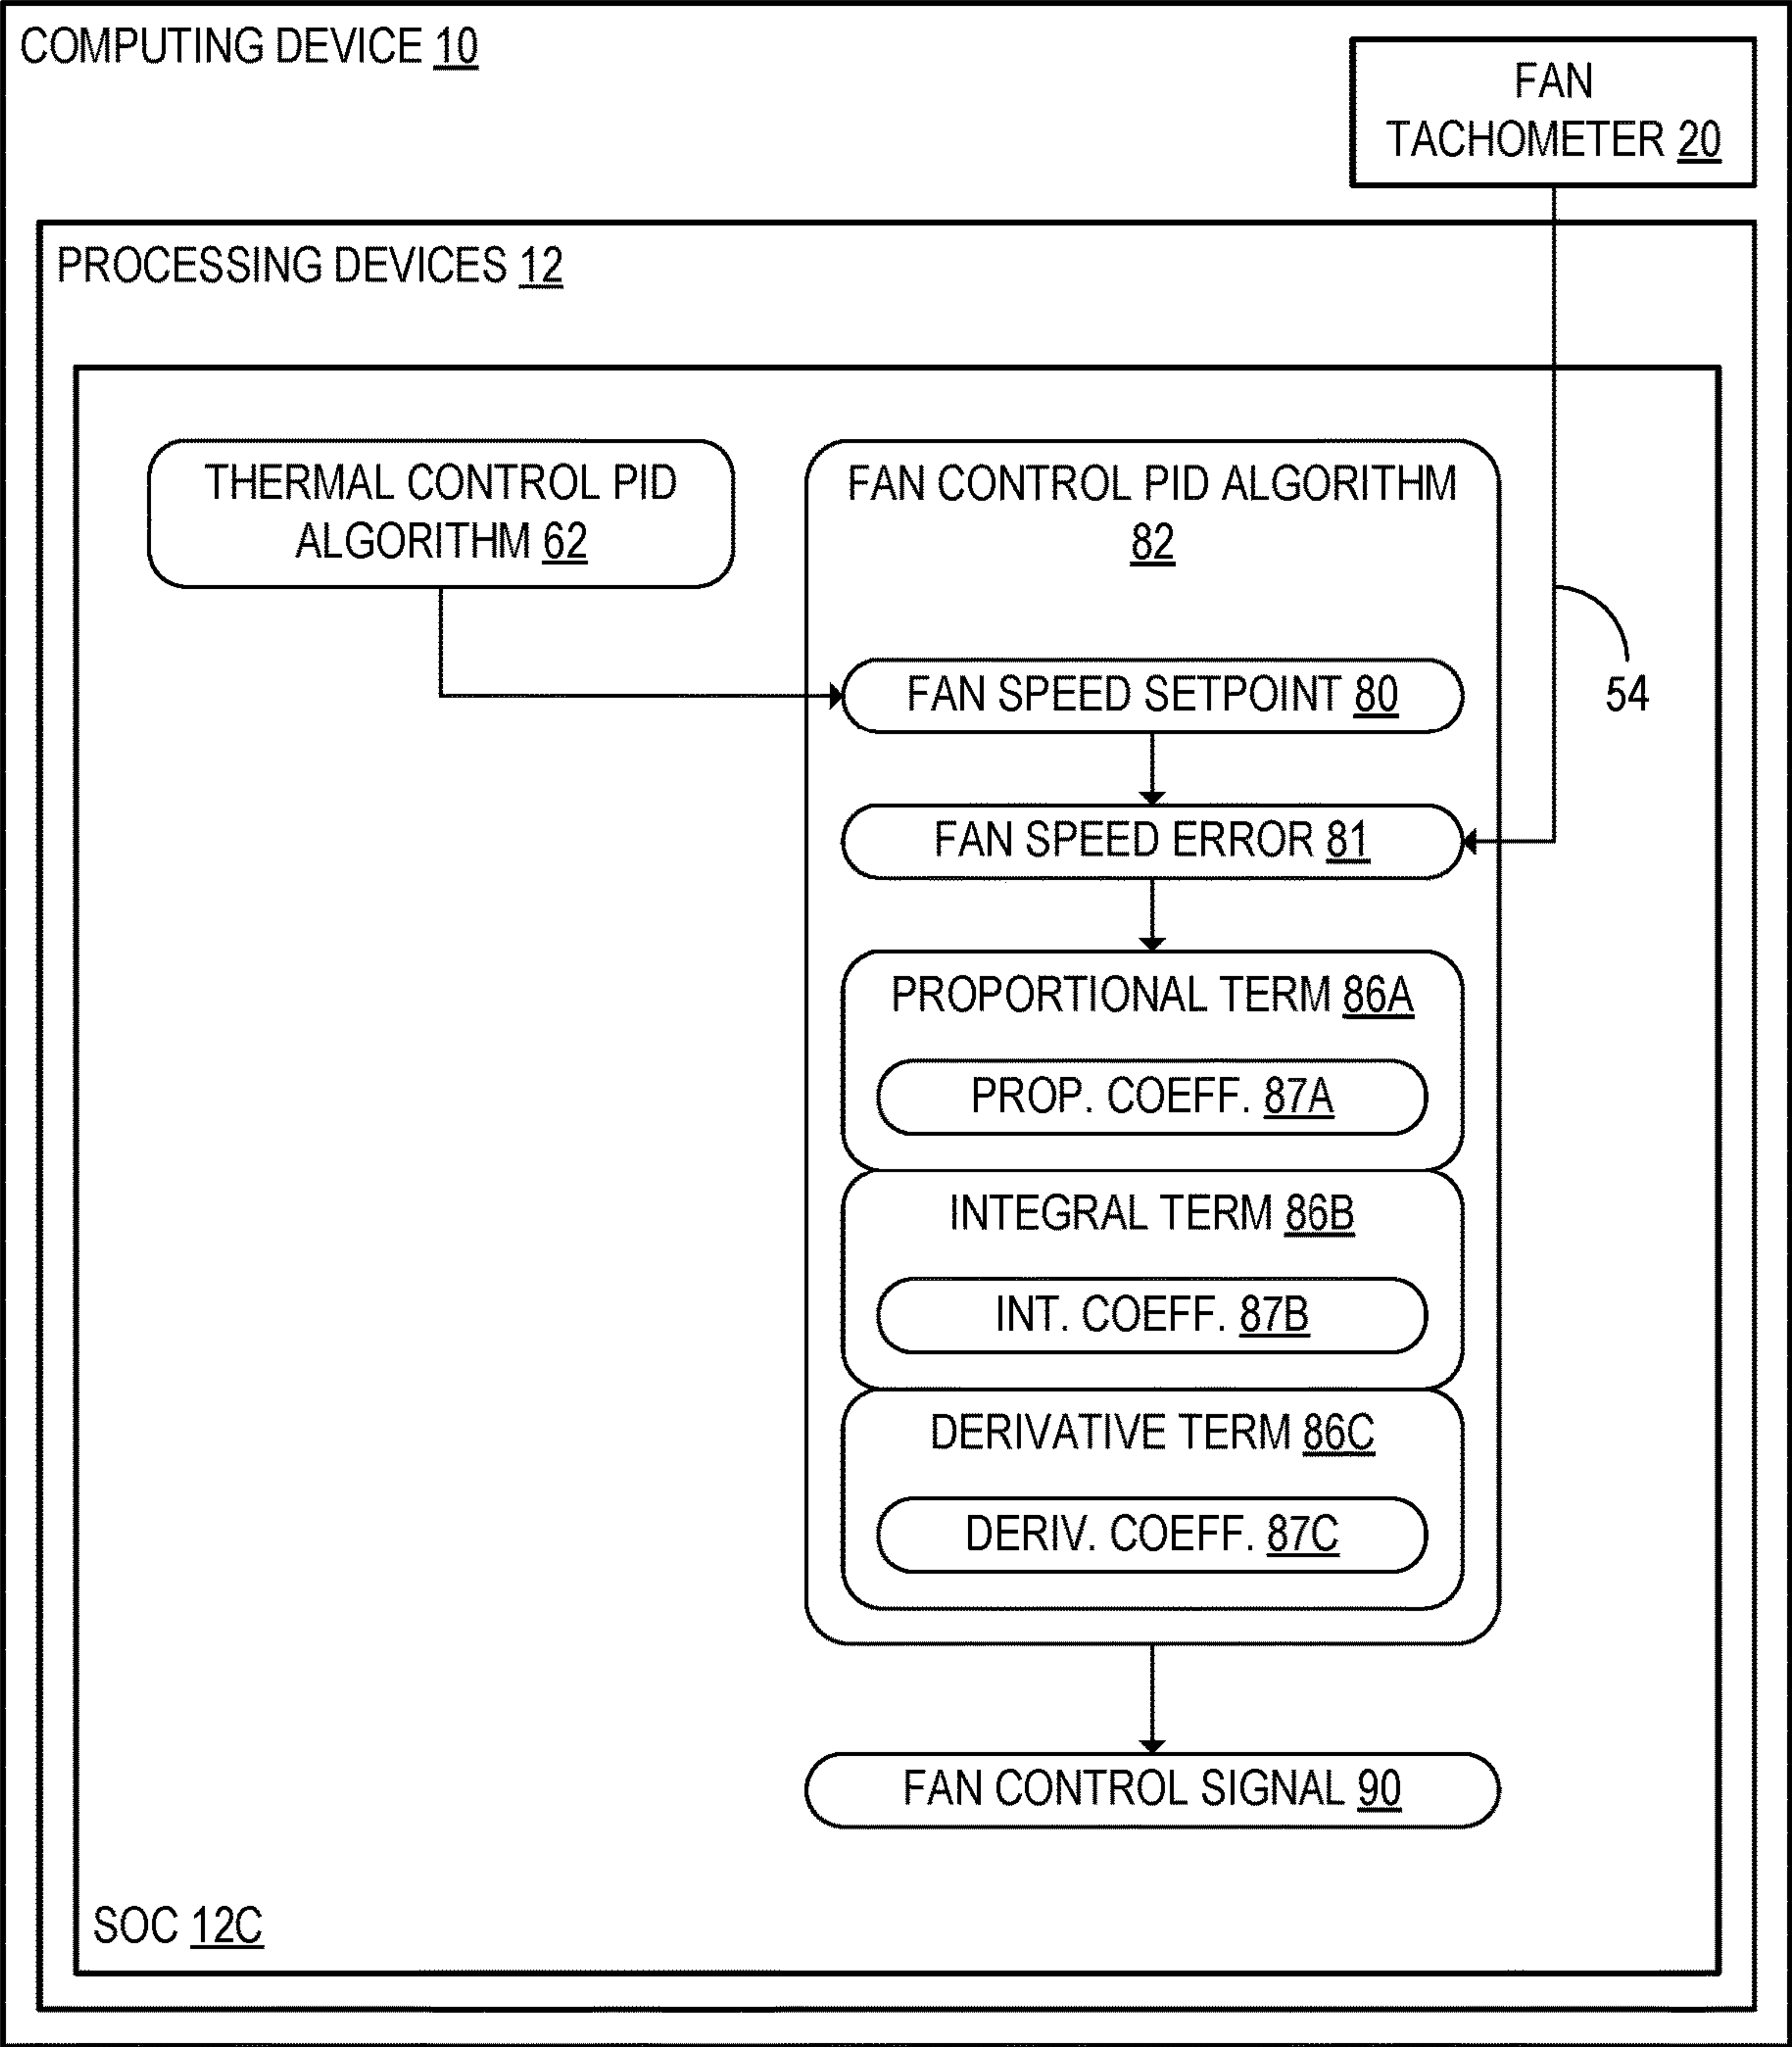 COMPUTING DEVICE 10
FAN
TACHOMETER 20
PROCESSING DEVICES 12
THERMAL CONTROL PID
ALGORITHM 62
FAN CONTROL PID ALGORITHM
82
FAN SPEED SETPOINT 80
54
FAN SPEED ERROR 81
PROPORTIONAL TERM 86A
PROP. COEFF. 87A
INTEGRAL TERM 86B
INT. COEFF. 87B
DERIVATIVE TERM 86C
DERIV. COEFF. 87C
FAN CONTROL SIGNAL 90
SOC 12C